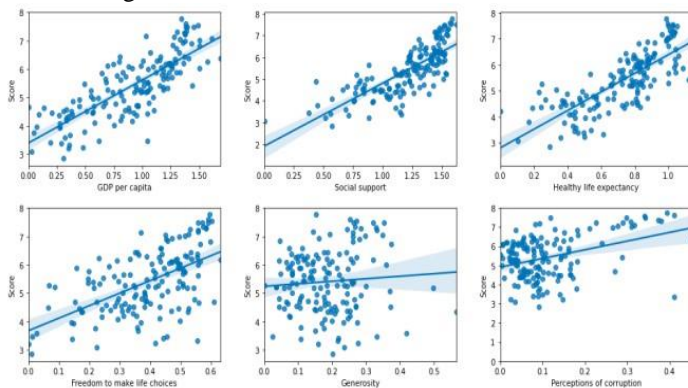 8
7
6
5
4
3
Score
0.00 0.25 0.50 0.75 1.00 1.25 1.50
GDP per capita
8
7
6
5
4
3
2
Score
0.00 0.25 0.50 0.75 1.00 1.25 1.50
Social support
8
7
6
5
4
3
Score
0.0 0.2 0.4 0.6 0.8 1.0
Healthy life expectancy
8
7
6
5
4
3
Score
0.0 0.1 0.2 0.3 0.4 0.5 0.6
Freedom to make life choices
8
7
6
5
4
3
Score
0.0 0.1 0.2 0.3 0.4 0.5
Generosity
8
7
6
5
4
3
2
1
0
Score
0.0 0.1 0.2 0.3 0.4
Perceptions of corruption